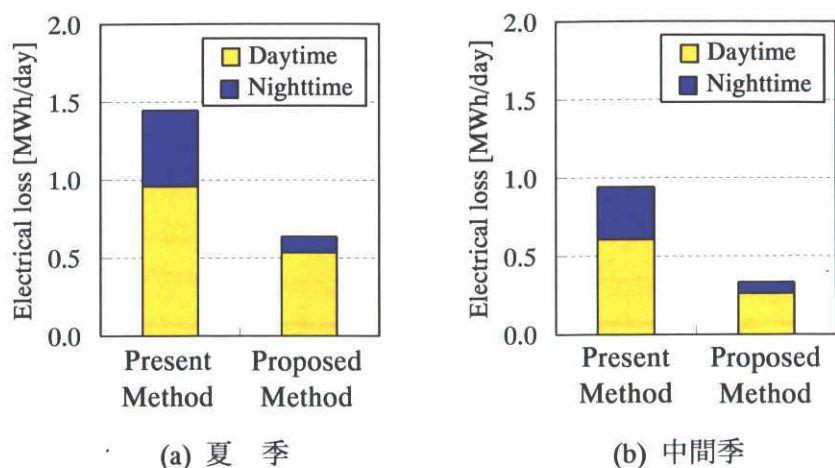 2.0
1.5
1.0
0.5
0.0
Electrical loss [MWh/day]
Daytime
Nighttime
Present Method
Proposed Method
(a) 夏 季
2.0
1.5
1.0
0.5
0.0
Electrical loss [MWh/day]
Daytime
Nighttime
Present Method
Proposed Method
(b) 中間季